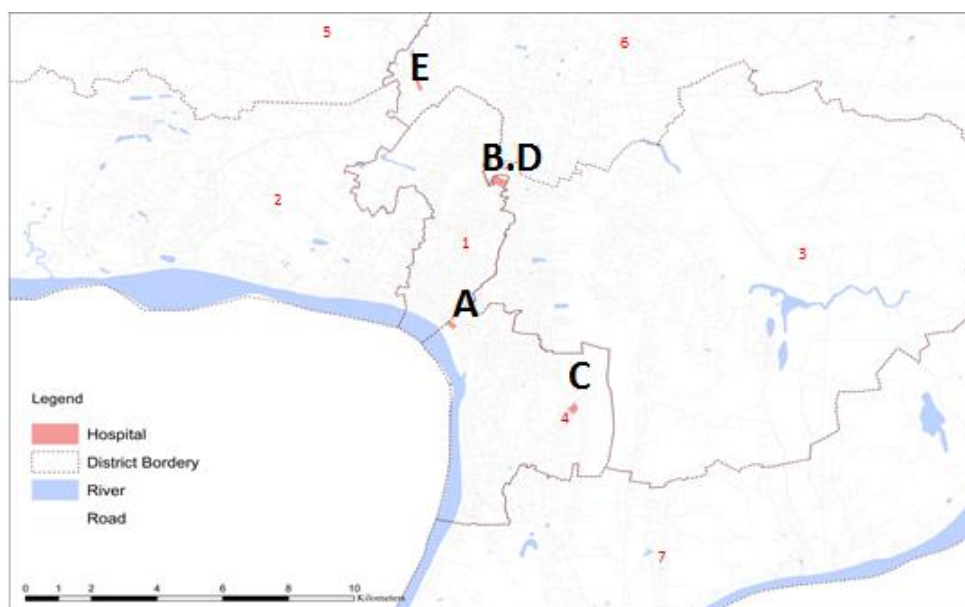 5
6
E
B.D
2
1
3
A
C
4
Legend
Hospital
District Bordery
River
Road
7
0 1 2 4 6 8 10
Kilometers